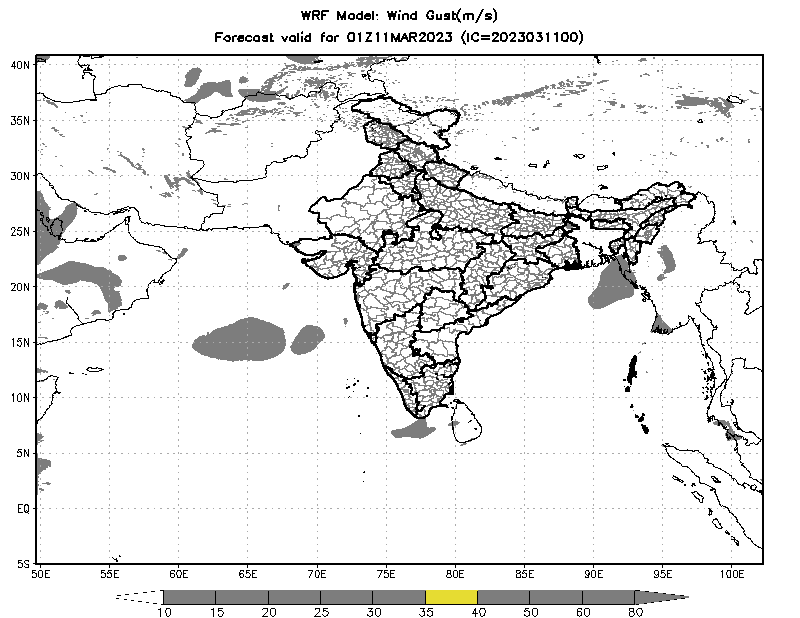 WRF Model: Wind Gust(m/s)
Forecast valid for 01Z11MAR2023 (IC=2023031100)
40N
35N
30N
25N
20N
15N
10N
5N
EQ
5S
50E 55E 60E 65E 70E 75E 80E 85E 90E 95E 100E
10 15 20 25 30 35 40 50 60 80